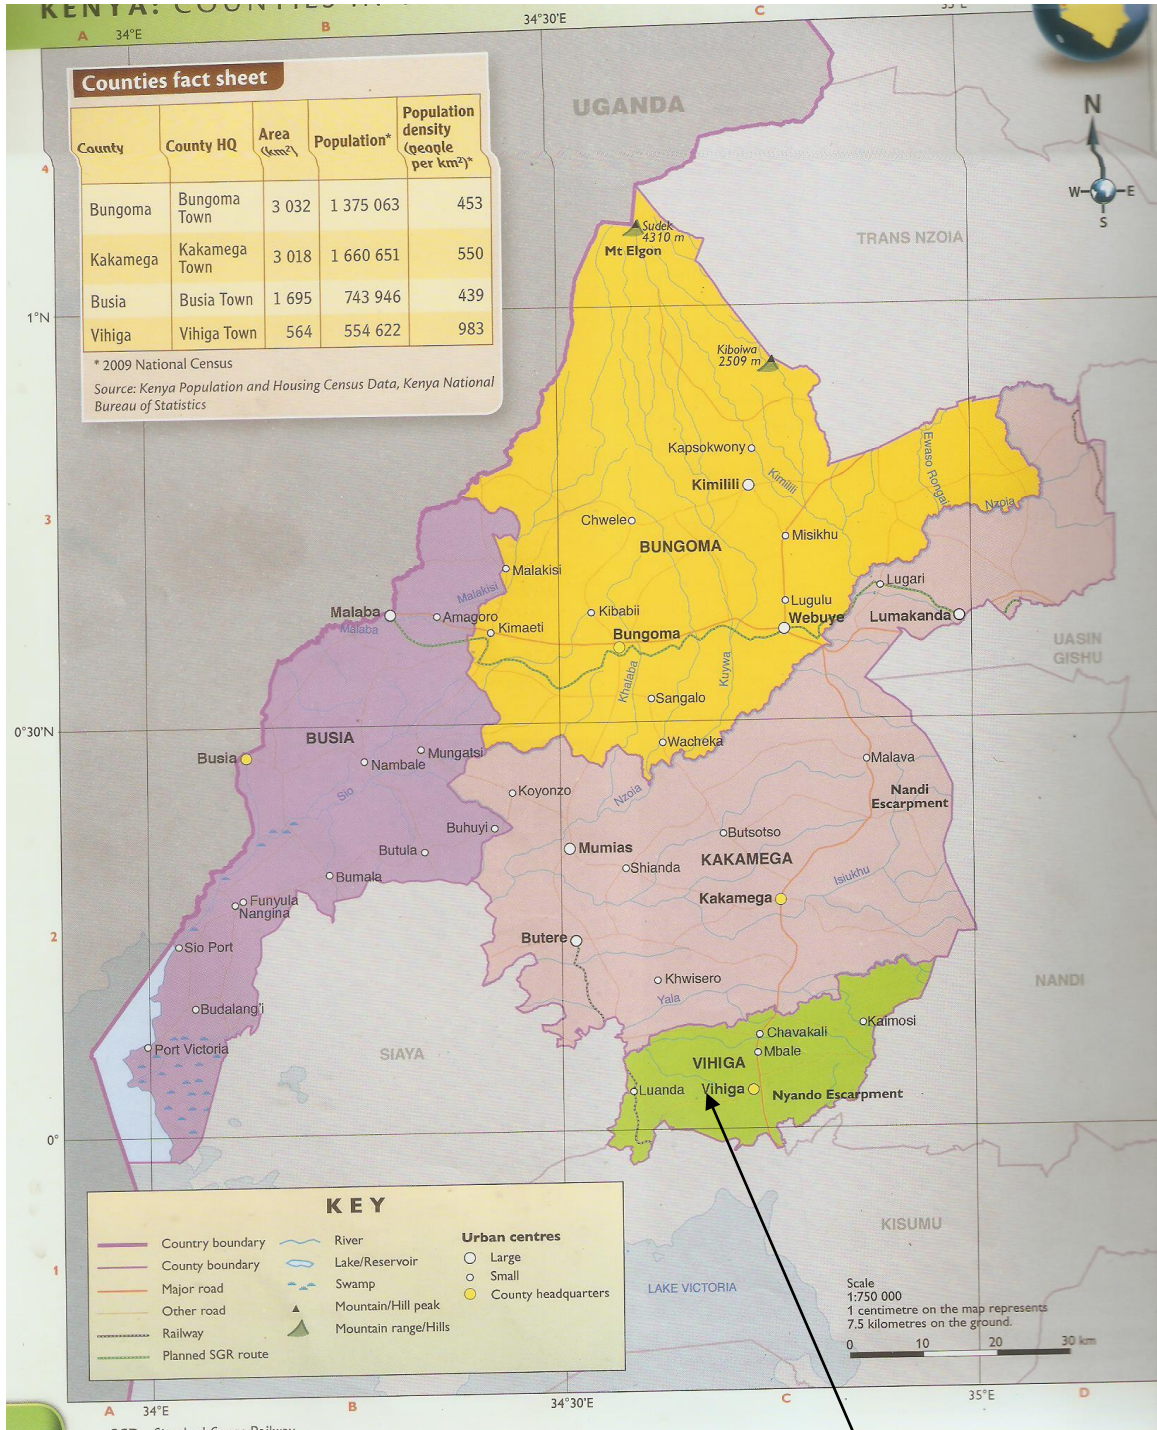 KENYA: COUNTIES IN
A
34°E
B
34°30'E
C
35°E
Counties fact sheet
County County HQ Area (km²) Population* Population density (people per km²)*
Bungoma Bungoma Town 3 032 1 375 063 453
Kakamega Kakamega Town 3 018 1 660 651 550
Busia Busia Town 1 695 743 946 439
Vihiga Vihiga Town 564 554 622 983
* 2009 National Census
Source: Kenya Population and Housing Census Data, Kenya National
Bureau of Statistics
UGANDA
N
W E
S
4
TRANS NZOIA
Sudek
4310 m
Mt Elgon
1°N
Kiboiwa
2509 m
Kapsokwony
Kimilili
Kimilili
Ewaso Rongai
Nzoia
3
Chwele
BUNGOMA
Misikhu
Malakisi
Malakisi
Lugari
Malaba
Malaba
Amagoro
Kimaeti
Kibabii
Bungoma
Lugulu
Webuye
Lumakanda
UASIN
GISHU
Khalaba
Kuywa
Sangalo
0°30'N
BUSIA
Wacheka
Busia
Mungatsi
Nambale
Malava
Nandi
Escarpment
Sio
Koyonzo
Nzoia
Buhuyi
Butsotso
Mumias
Butula
KAKAMEGA
Shianda
Bumala
Isiukhu
Kakamega
Funyula
Nangina
2
Butere
Sio Port
Khwisero
NANDI
Yala
Budalang'i
Kaimosi
Chavakali
Port Victoria
SIAYA
Mbale
VIHIGA
Luanda
Vihiga
Nyando Escarpment
0°
KEY
Country boundary
County boundary
Major road
Other road
Railway
Planned SGR route
River
Lake/Reservoir
Swamp
Mountain/Hill peak
Mountain range/Hills
Urban centres
Large
Small
County headquarters
KISUMU
1
LAKE VICTORIA
Scale
1:750 000
1 centimetre on the map represents
7.5 kilometres on the ground.
0 10 20 30 km
A
34°E
B
34°30'E
C
35°E
D